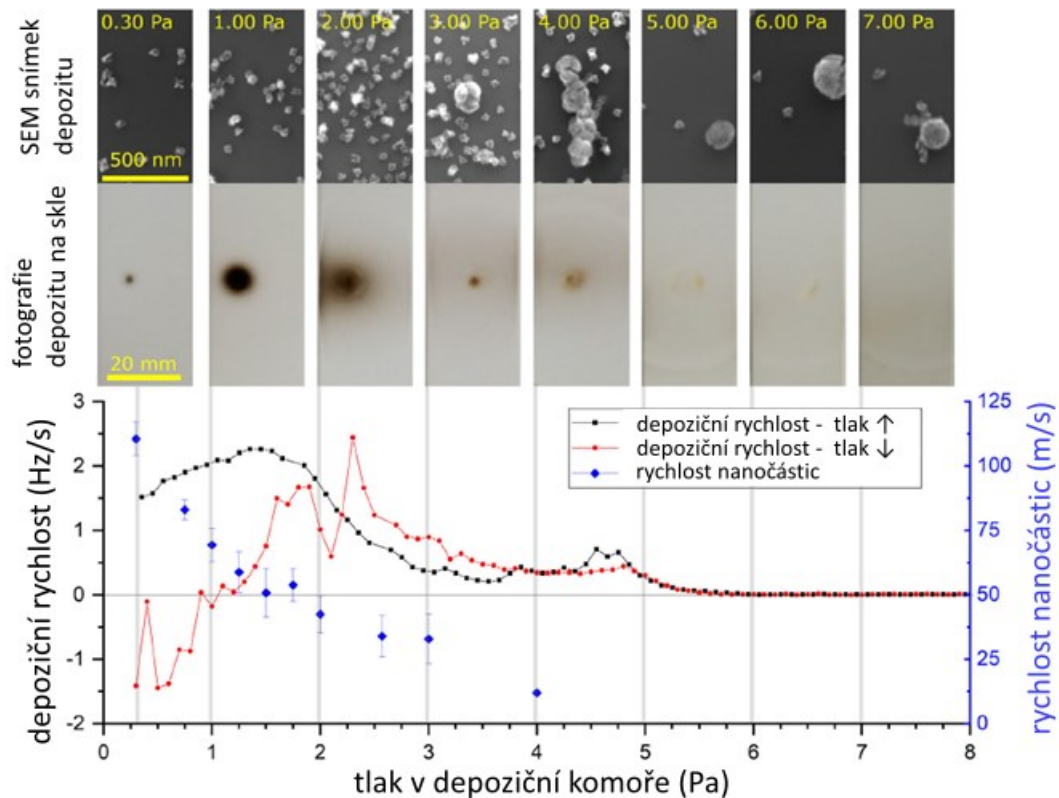 SEM snímek
depozitu
0.30 Pa
1.00 Pa
2.00 Pa
3.00 Pa
4.00 Pa
5.00 Pa
6.00 Pa
7.00 Pa
500 nm
fotografie
depozitu na skle
20 mm
depoziční rychlost (Hz/s)
3
2
1
0
-1
-2
depoziční rychlost - tlak ↑
depoziční rychlost - tlak ↓
rychlost nanočástic
125
100
75
50
25
0
rychlost nanočástic (m/s)
0 1 2 3 4 5 6 7 8
tlak v depoziční komoře (Pa)